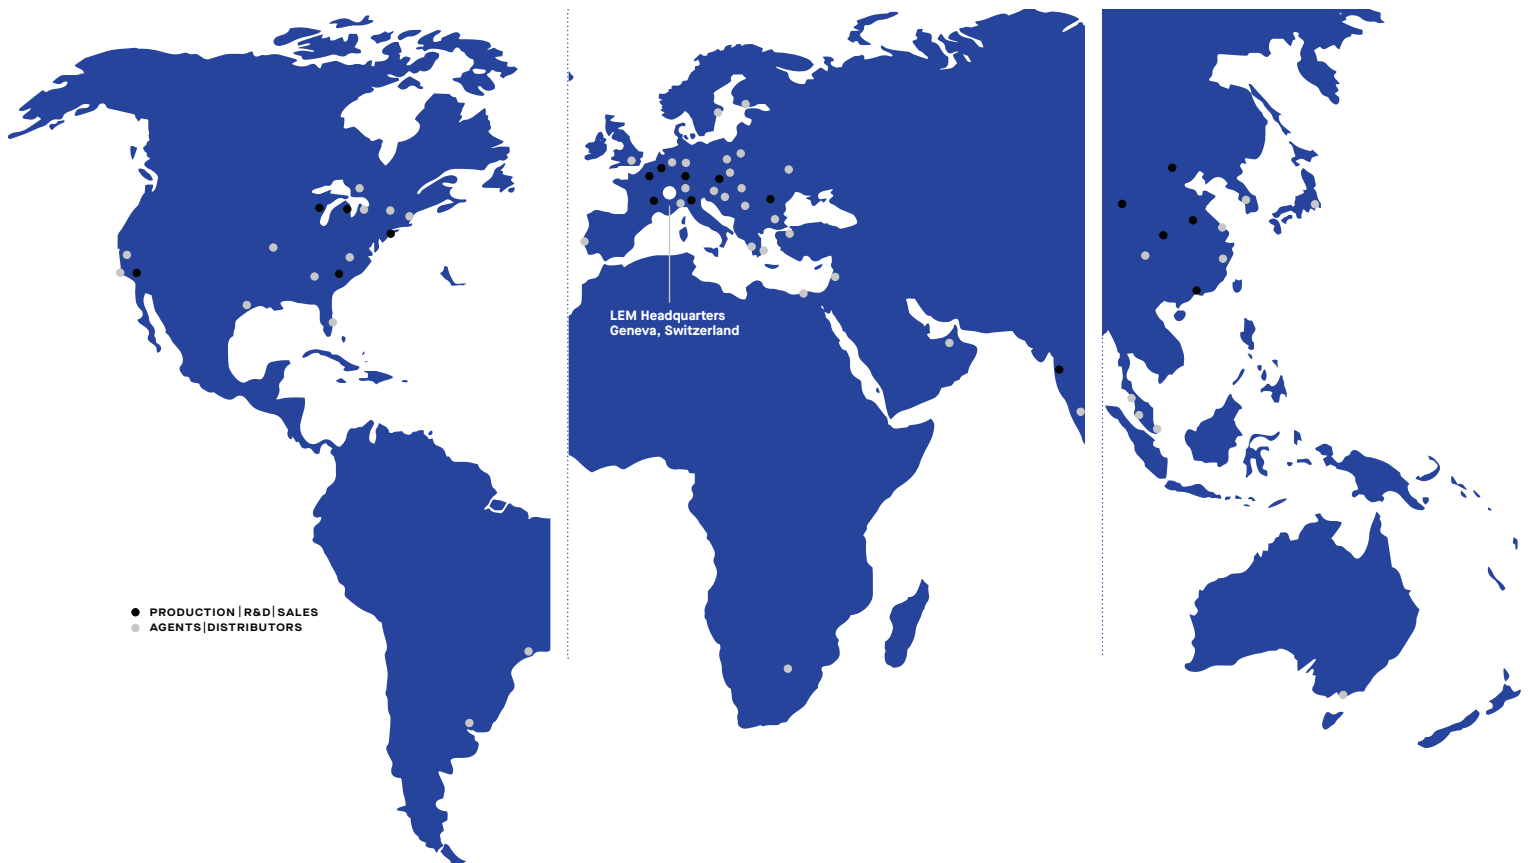 LEM Headquarters
Geneva, Switzerland
PRODUCTION|R&D|SALES
AGENTS|DISTRIBUTORS